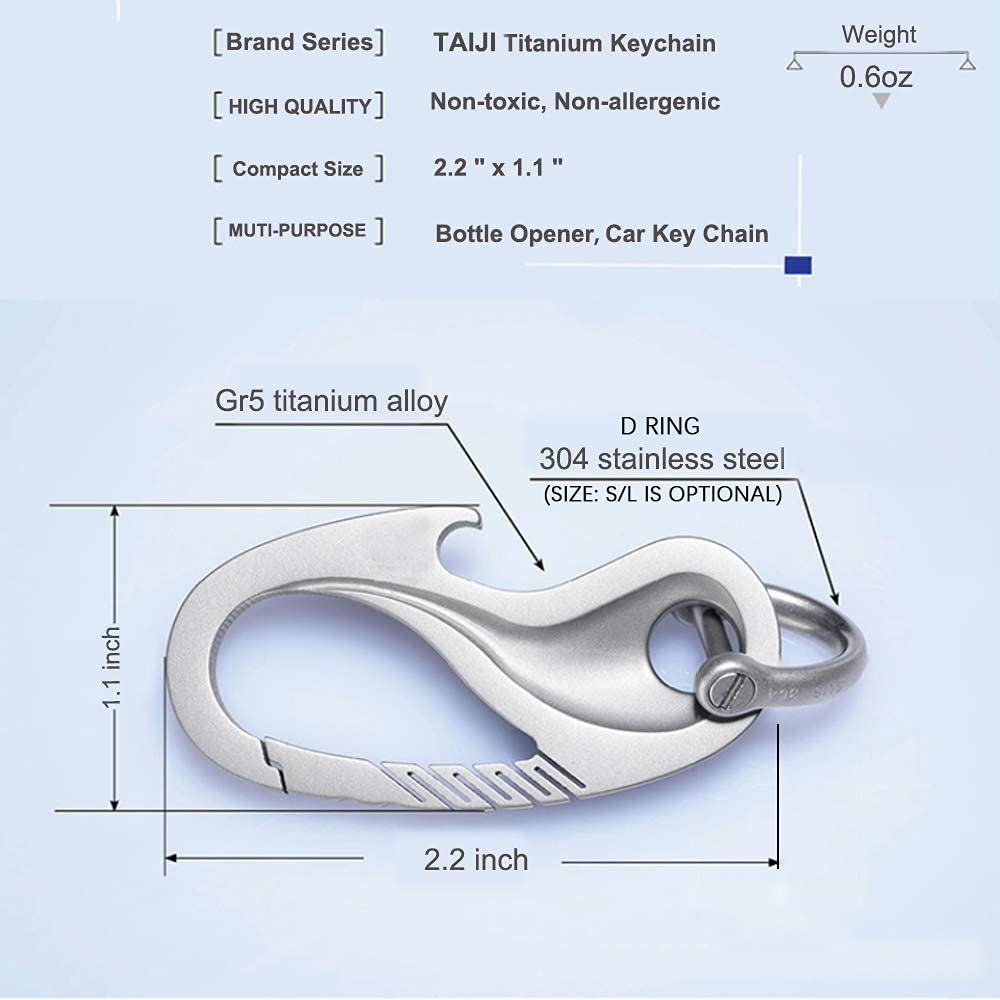 [Brand Series] TAIJI Titanium Keychain
[HIGH QUALITY] Non-toxic, Non-allergenic
[Compact Size] 2.2 " x 1.1 "
[MUTI-PURPOSE] Bottle Opener, Car Key Chain
Weight
0.6oz
Gr5 titanium alloy
D RING
304 stainless steel
(SIZE: S/L IS OPTIONAL)
1.1 inch
2.2 inch